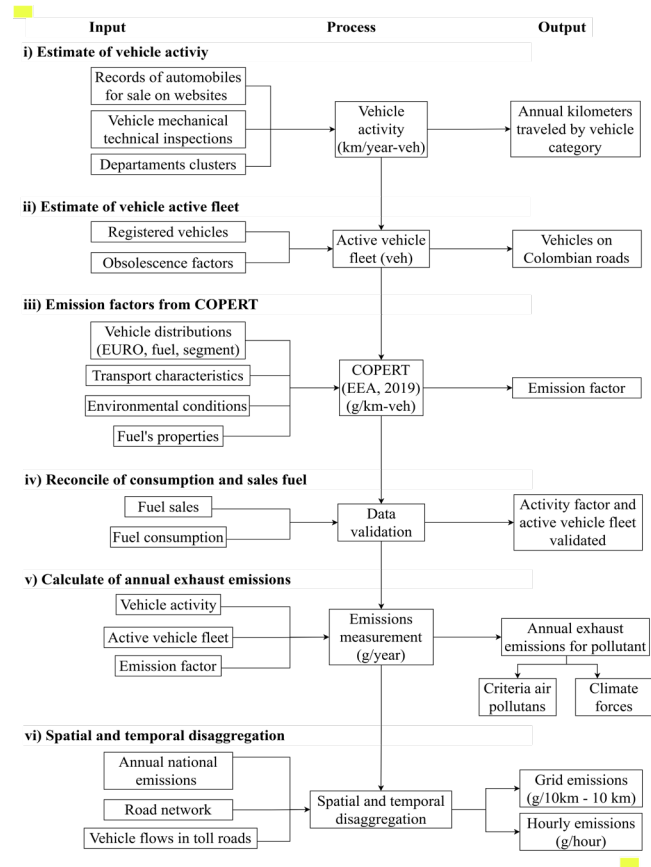 Input Process Output
i) Estimate of vehicle activiy
Records of automobiles
for sale on websites
Vehicle mechanical
technical inspections
Departaments clusters
Vehicle
activity
(km/year-veh)
Annual kilometers
traveled by vehicle
category
ii) Estimate of vehicle active fleet
Registered vehicles
Obsolescence factors
Active vehicle
fleet (veh)
Vehicles on
Colombian roads
iii) Emission factors from COPERT
Vehicle distributions
(EURO, fuel, segment)
Transport characteristics
Environmental conditions
Fuel's properties
COPERT
(EEA, 2019)
(g/km-veh)
Emission factor
iv) Reconcile of consumption and sales fuel
Fuel sales
Fuel consumption
Data
validation
Activity factor and
active vehicle fleet
validated
v) Calculate of annual exhaust emissions
Vehicle activity
Active vehicle fleet
Emission factor
Emissions
measurement
(g/year)
Annual exhaust
emissions for pollutant
Criteria air
pollutans
Climate
forces
vi) Spatial and temporal disaggregation
Annual national
emissions
Road network
Vehicle flows in toll roads
Spatial and temporal
disaggregation
Grid emissions
(g/10km - 10 km)
Hourly emissions
(g/hour)